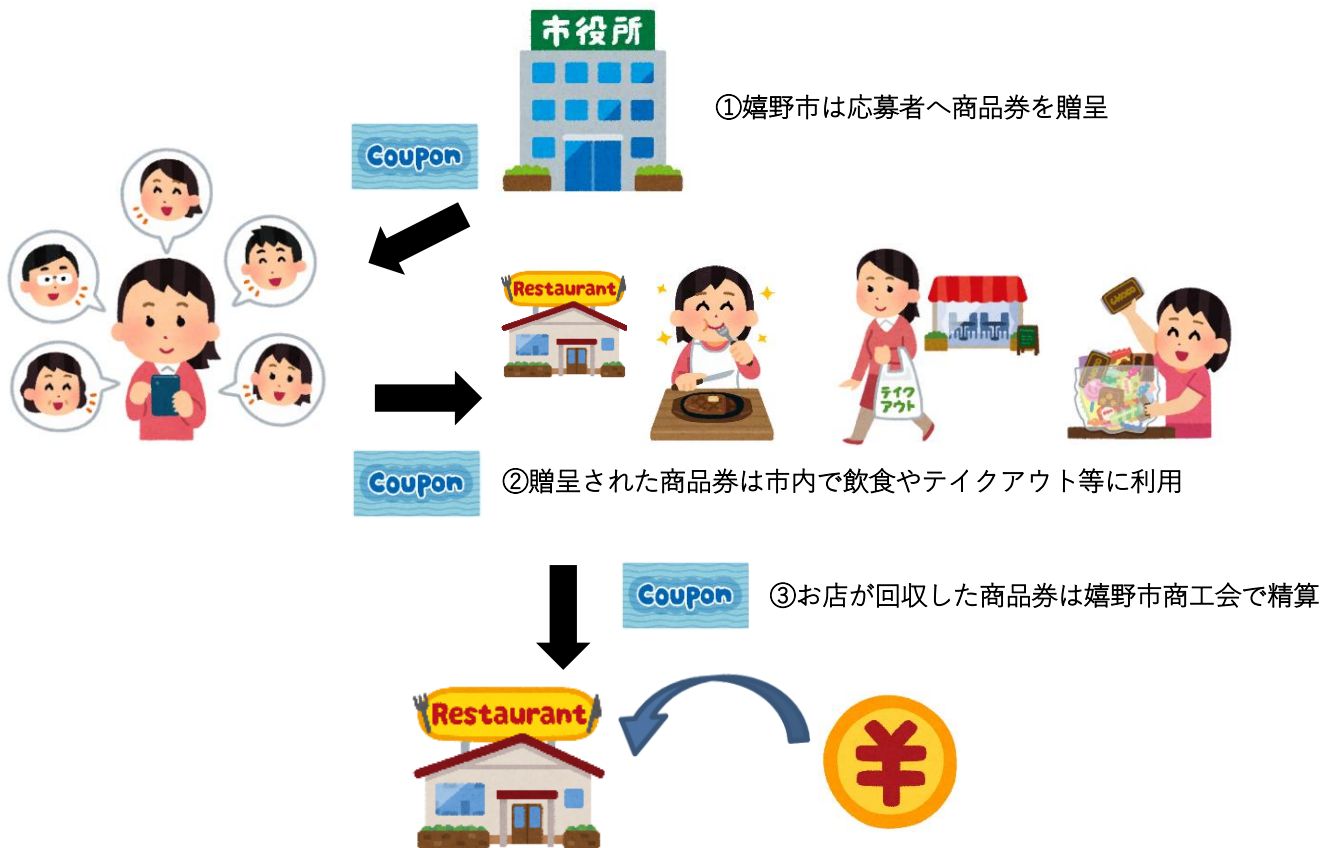 市役所
①嬉野市は応募者へ商品券を贈呈
Coupon
Restaurant
テイク
アウト
Coupon
②贈呈された商品券は市内で飲食やテイクアウト等に利用
Coupon
③お店が回収した商品券は嬉野市商工会で精算
Restaurant
¥